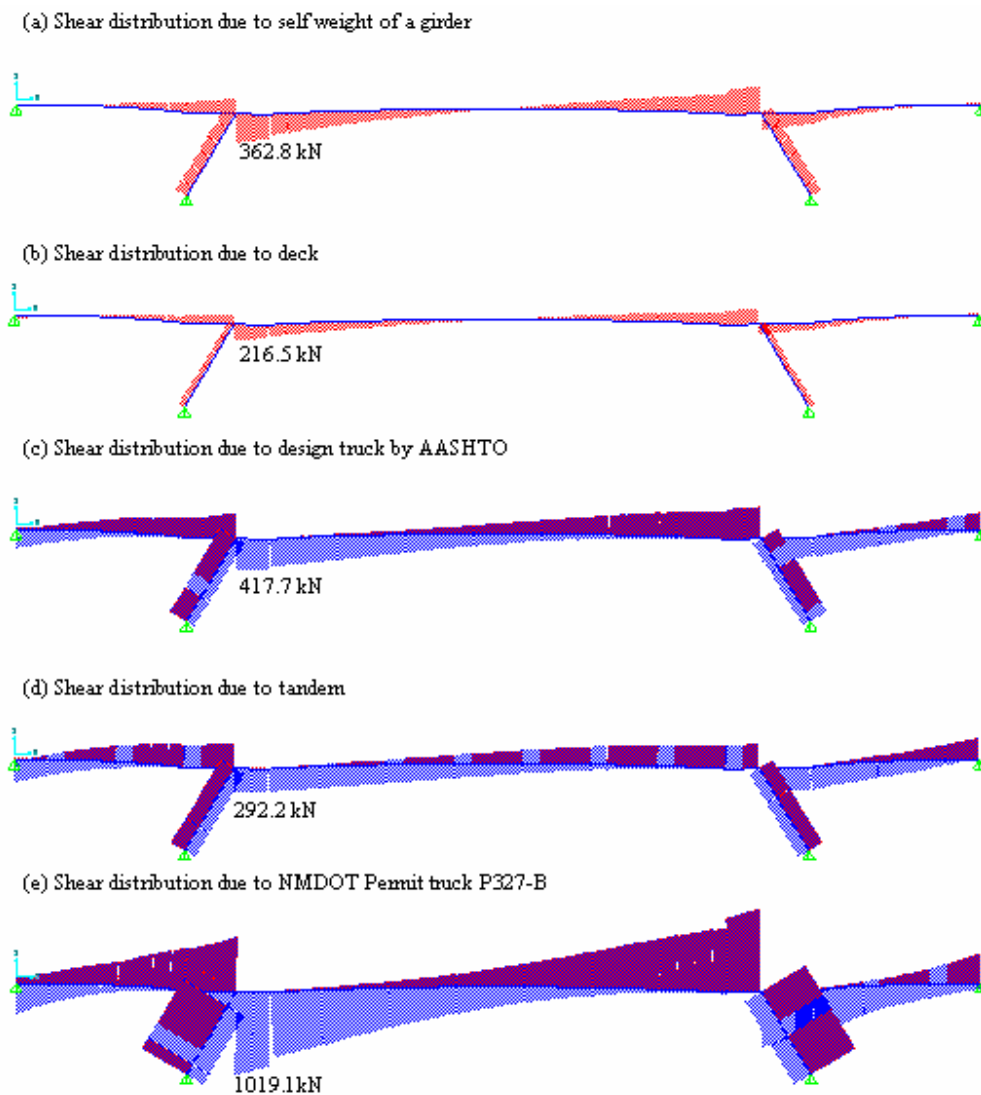 (a) Shear distribution due to self weight of a girder
362.8 kN
(b) Shear distribution due to deck
216.5 kN
(c) Shear distribution due to design truck by AASHTO
417.7 kN
(d) Shear distribution due to tandem
292.2 kN
(e) Shear distribution due to NMDOT Permit truck P327-B
1019.1kN